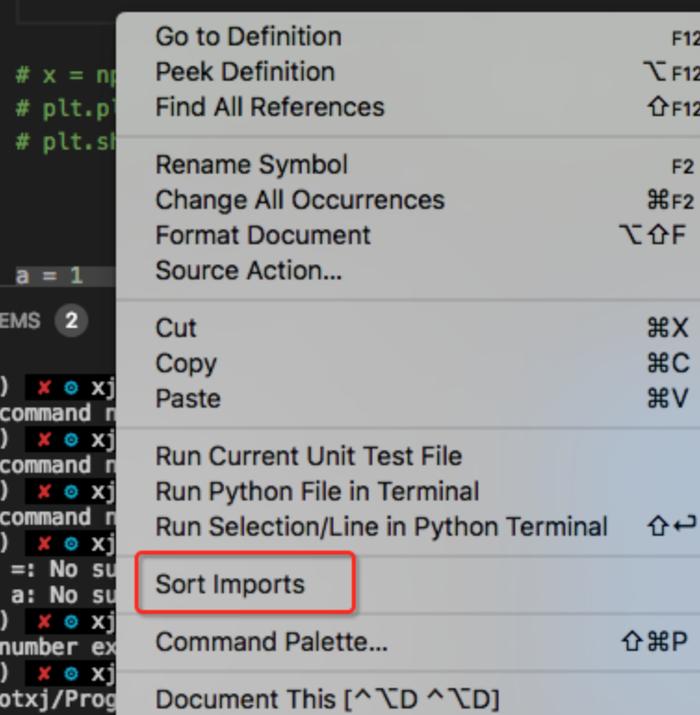 Go to Definition F12
# x = np
Peek Definition ⌥F12
# plt.pl
Find All References ⇧F12
# plt.sh
Rename Symbol F2
Change All Occurrences ⌘F2
Format Document ⌥⇧F
a = 1
Source Action...
EMS 2
Cut ⌘X
Copy ⌘C
Paste ⌘V
) ✘ ⚙ xj
command n
) ✘ ⚙ xj
command n
) ✘ ⚙ xj
command n
) ✘ ⚙ xj
=: No su
a: No su
) ✘ ⚙ xj
number ex
) ✘ ⚙ xj
otxj/Prog
Run Current Unit Test File
Run Python File in Terminal
Run Selection/Line in Python Terminal ⇧⏎
Sort Imports
Command Palette... ⇧⌘P
Document This [^⌥D ^⌥D]